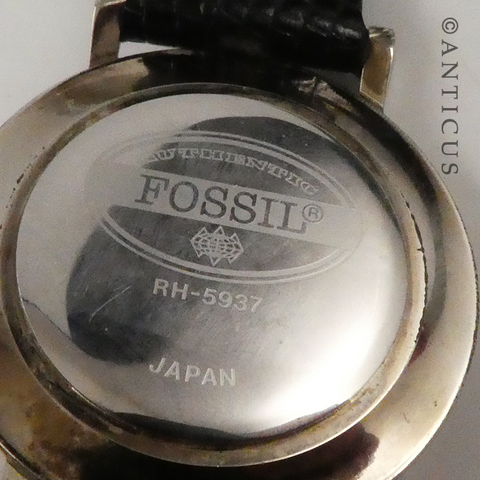 AUTHENTIC
FOSSIL®
RH-5937
JAPAN
© ANTICUS